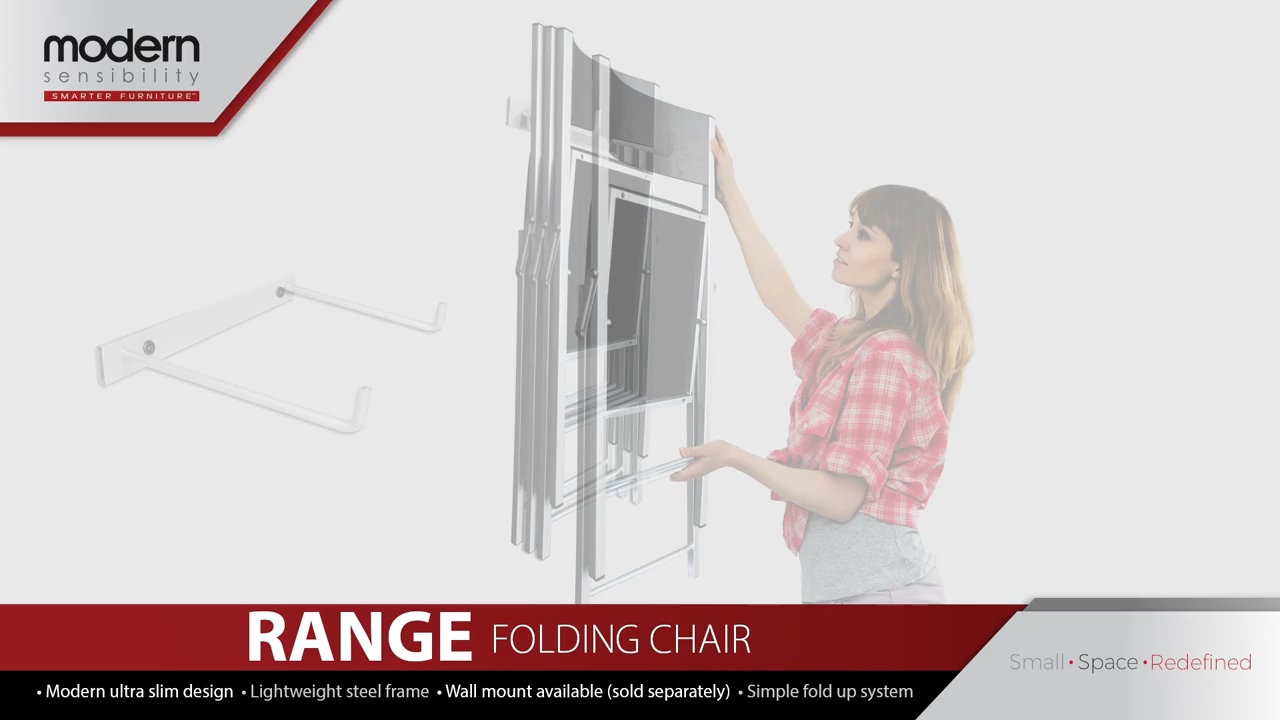 modern
sensibility
SMARTER FURNITURE™
RANGE FOLDING CHAIR
Small • Space • Redefined
• Modern ultra slim design • Lightweight steel frame • Wall mount available (sold separately) • Simple fold up system